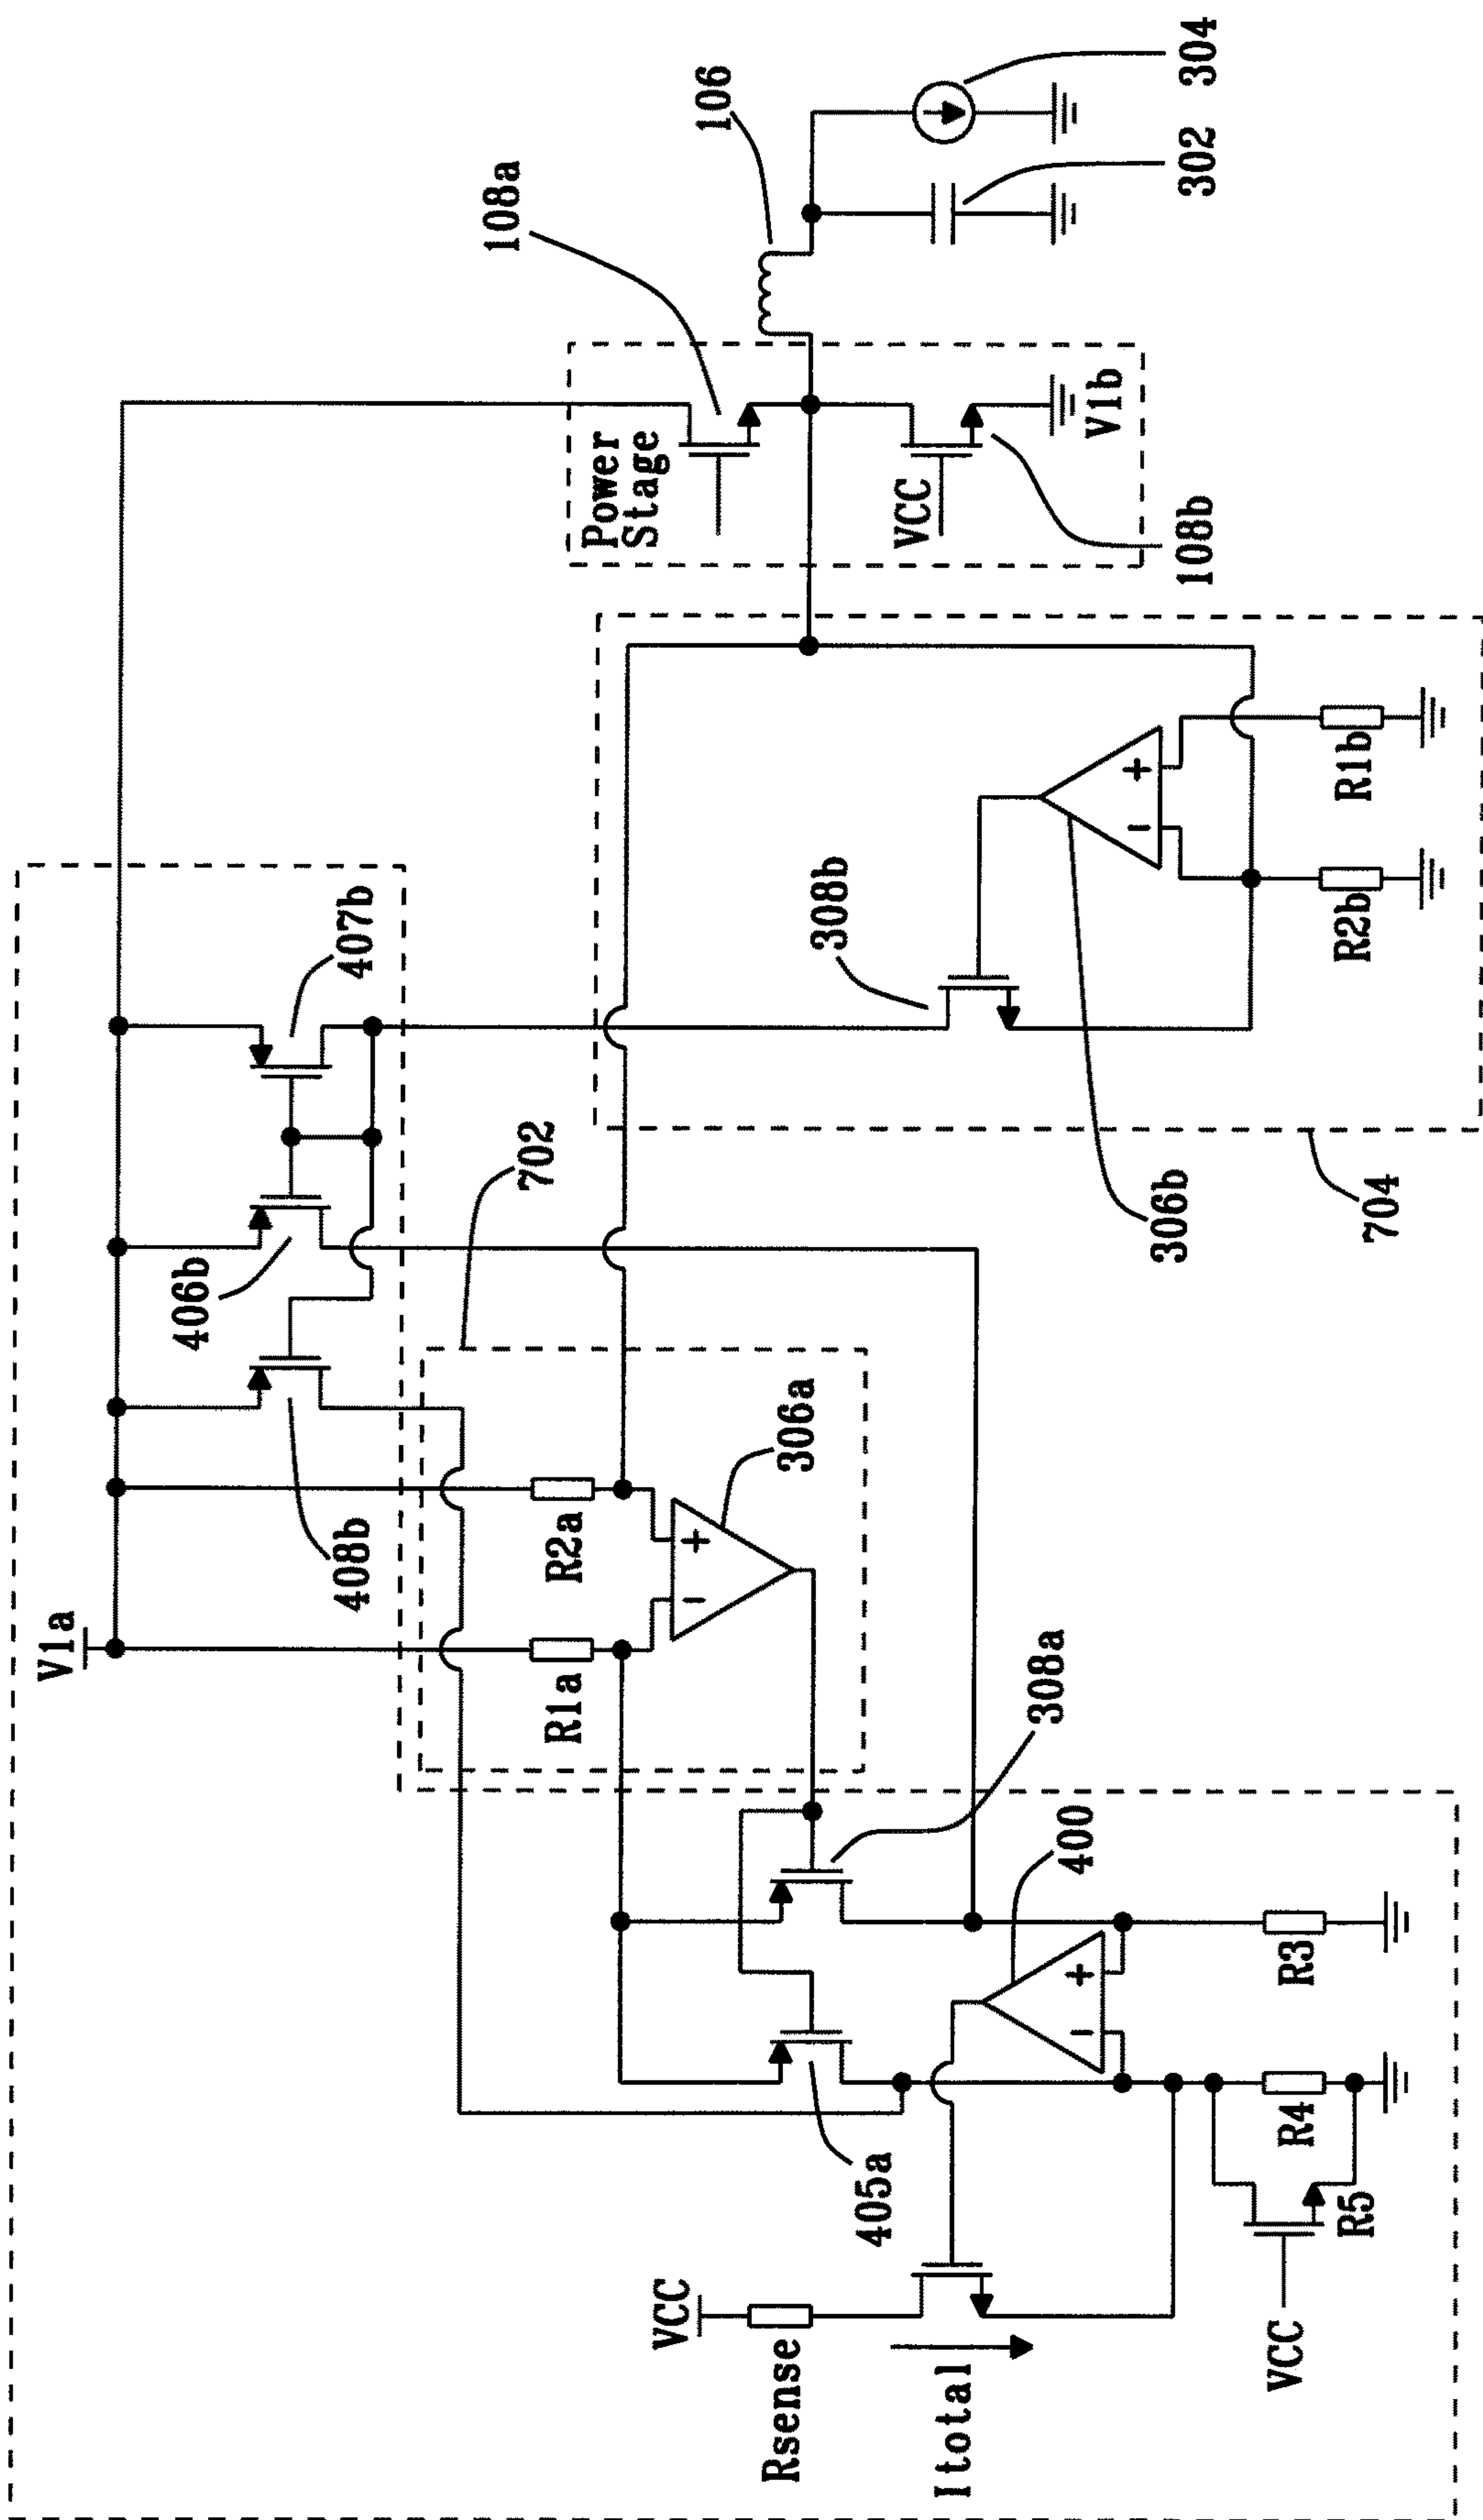 V1a
407b
406b
408b
702
108a
106
304
302
Power
Stage
VCC
V1b
108b
R2a
R1a
306a
308b
+
−
R1b
R2b
306b
704
308a
400
+
−
+
−
R3
R4
R5
405a
VCC
Rsense
Itotal
VCC